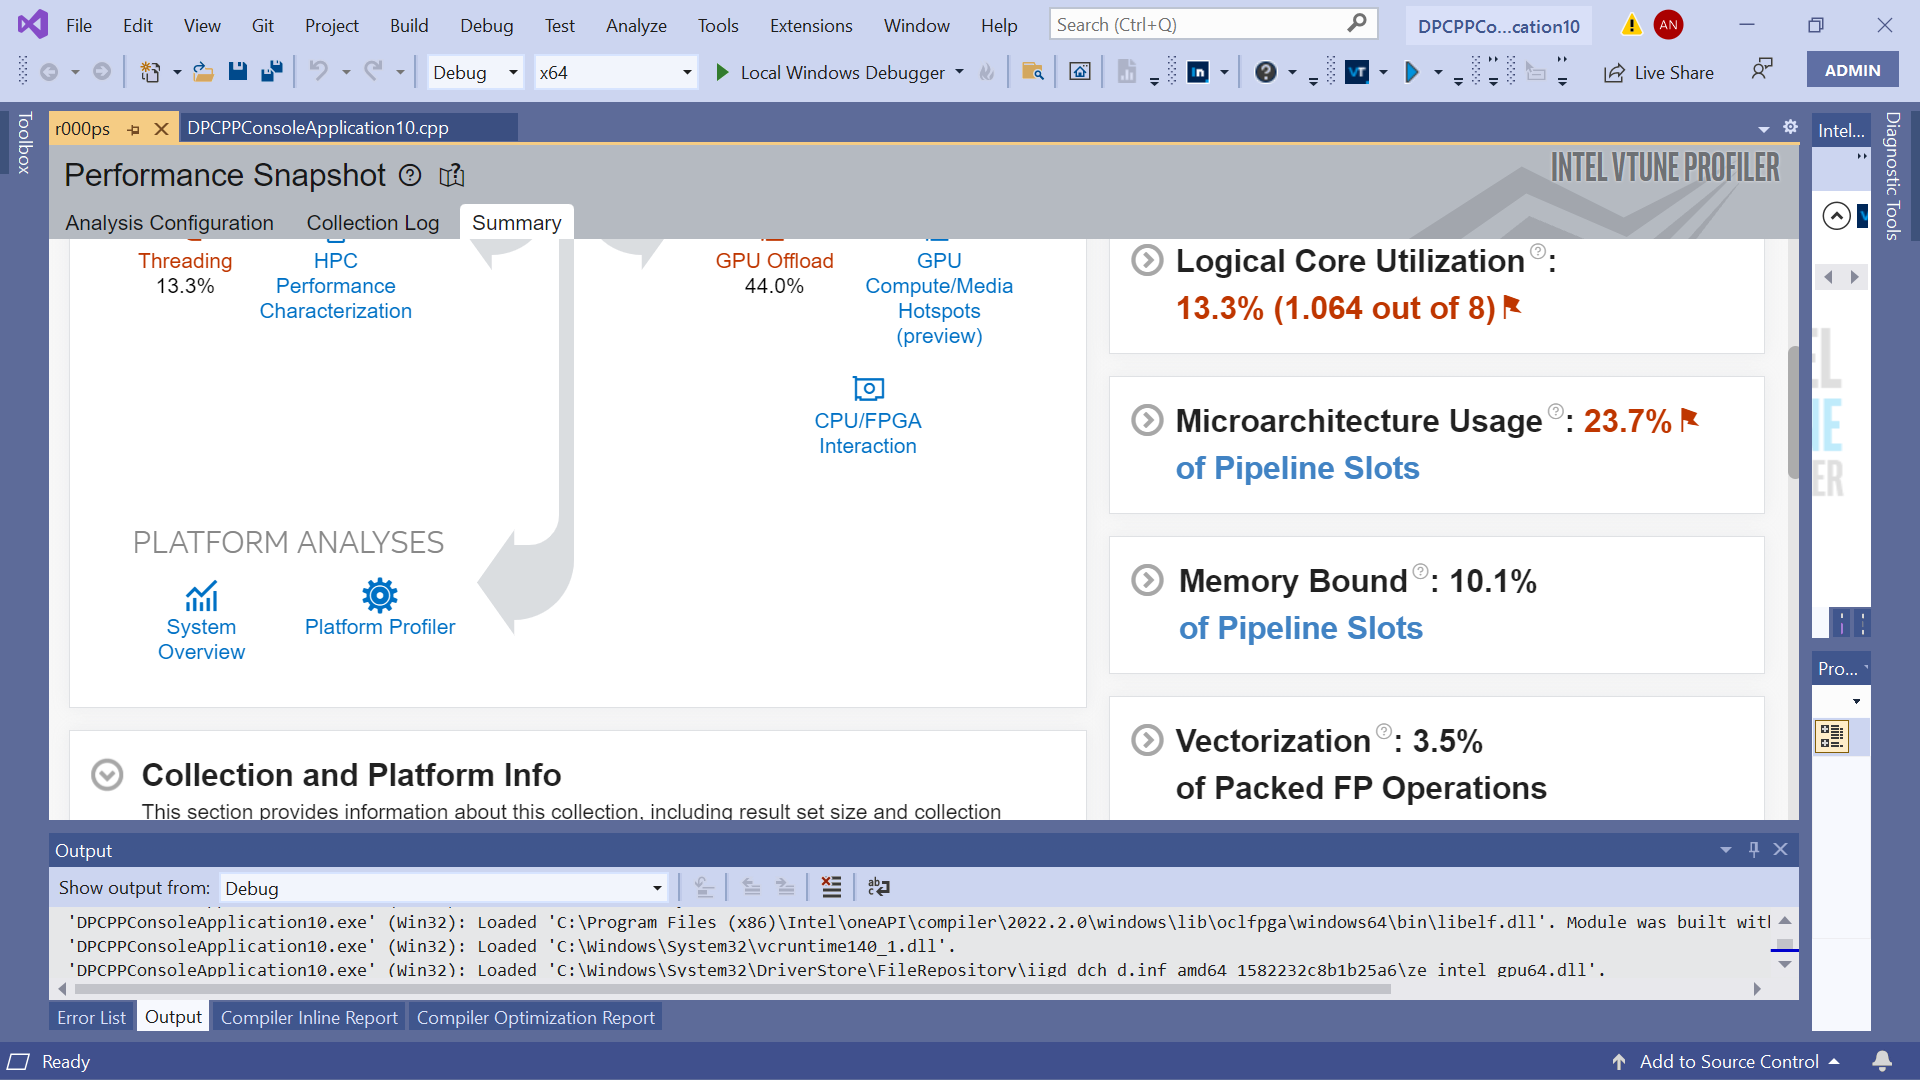 File Edit View Git Project Build Debug Test Analyze Tools Extensions Window Help Search (Ctrl+Q) DPCPPCo...cation10 AN
Debug x64 Local Windows Debugger in ? VT Live Share ADMIN
Toolbox
r000ps DPCPPConsoleApplication10.cpp
Intel...
Diagnostic Tools
Performance Snapshot
INTEL VTUNE PROFILER
Analysis Configuration Collection Log Summary
Threading
13.3%
HPC
Performance
Characterization
GPU Offload
44.0%
GPU
Compute/Media
Hotspots
(preview)
CPU/FPGA
Interaction
PLATFORM ANALYSES
System
Overview
Platform Profiler
Collection and Platform Info
This section provides information about this collection, including result set size and collection
Logical Core Utilization ? :
13.3% (1.064 out of 8)
Microarchitecture Usage ? : 23.7%
of Pipeline Slots
Memory Bound ? : 10.1%
of Pipeline Slots
Vectorization ? : 3.5%
of Packed FP Operations
Pro...
Output
Show output from: Debug
'DPCPPConsoleApplication10.exe' (Win32): Loaded 'C:\Program Files (x86)\Intel\oneAPI\compiler\2022.2.0\windows\lib\oclfpga\windows64\bin\libelf.dll'. Module was built with
'DPCPPConsoleApplication10.exe' (Win32): Loaded 'C:\Windows\System32\vcruntime140_1.dll'.
'DPCPPConsoleApplication10.exe' (Win32): Loaded 'C:\Windows\System32\DriverStore\FileRepository\iigd_dch_d.inf_amd64_1582232c8b1b25a6\ze_intel_gpu64.dll'.
Error List Output Compiler Inline Report Compiler Optimization Report
Ready
Add to Source Control